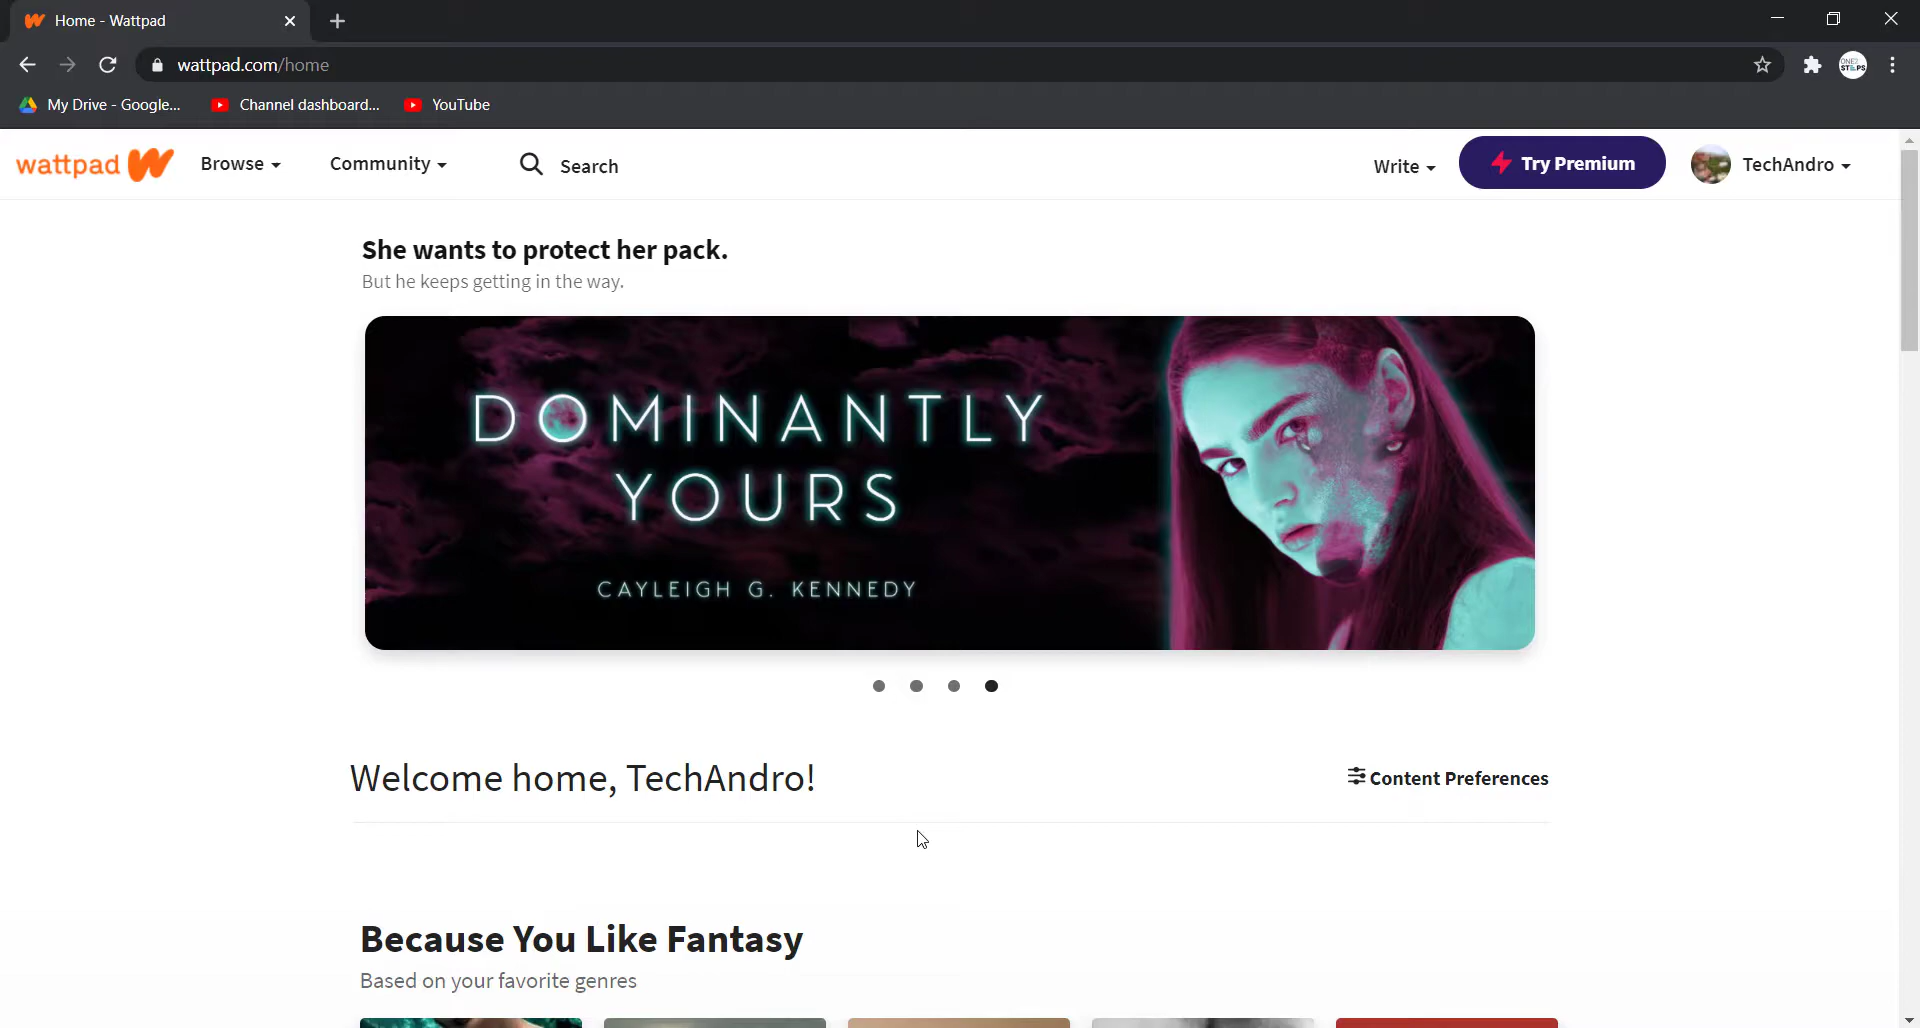 Home - Wattpad
wattpad.com/home
ONE2
STEPS
My Drive - Google...
Channel dashboard...
YouTube
wattpad
Browse
Community
Search
Write
Try Premium
TechAndro
She wants to protect her pack.
But he keeps getting in the way.
DOMINANTLY
YOURS
CAYLEIGH G. KENNEDY
Welcome home, TechAndro!
Content Preferences
Because You Like Fantasy
Based on your favorite genres